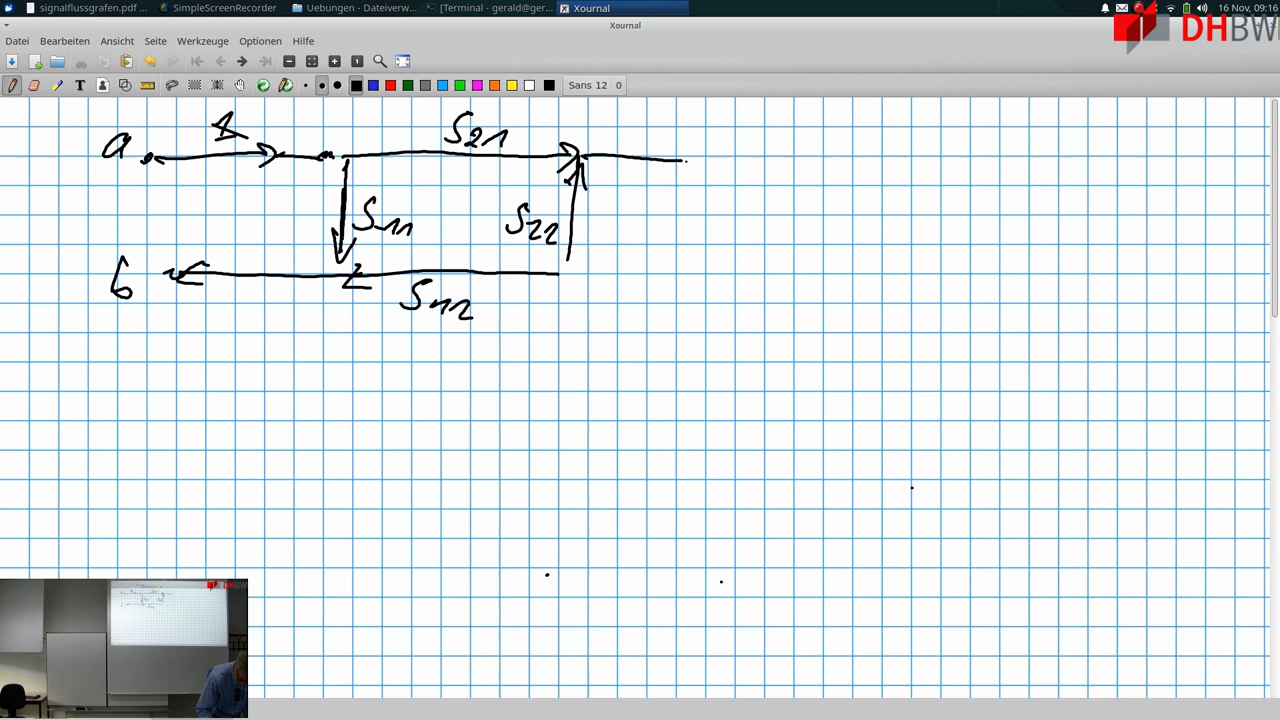 signalflussgrafen.pdf ... SimpleScreenRecorder Uebungen - Dateiverw... [Terminal - gerald@ger... Xournal 16 Nov, 09:16
Xournal
DHBW
Datei Bearbeiten Ansicht Seite Werkzeuge Optionen Hilfe
Sans 12 0
a 1 S21
S11 S22
b S12
DHBW